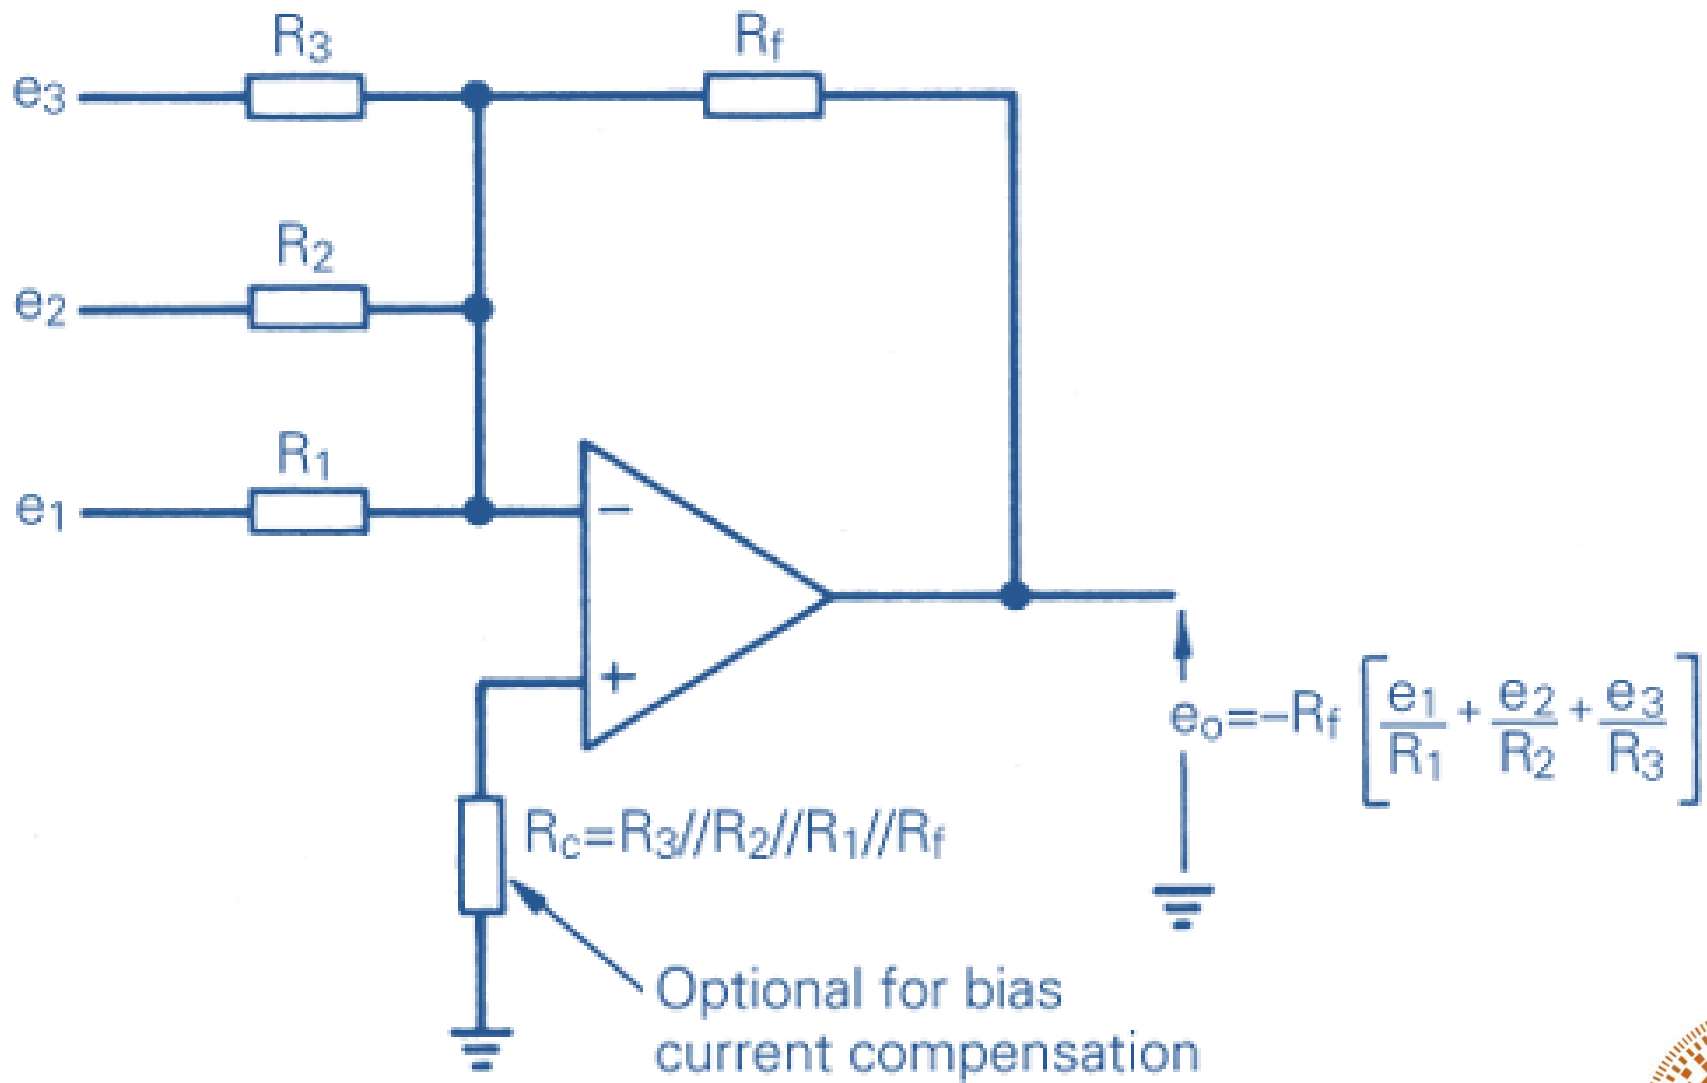 R3
Rf
e3
R2
e2
R1
e1
−
+
eo=−Rf [e1/R1 + e2/R2 + e3/R3]
Rc=R3//R2//R1//Rf
Optional for bias
current compensation